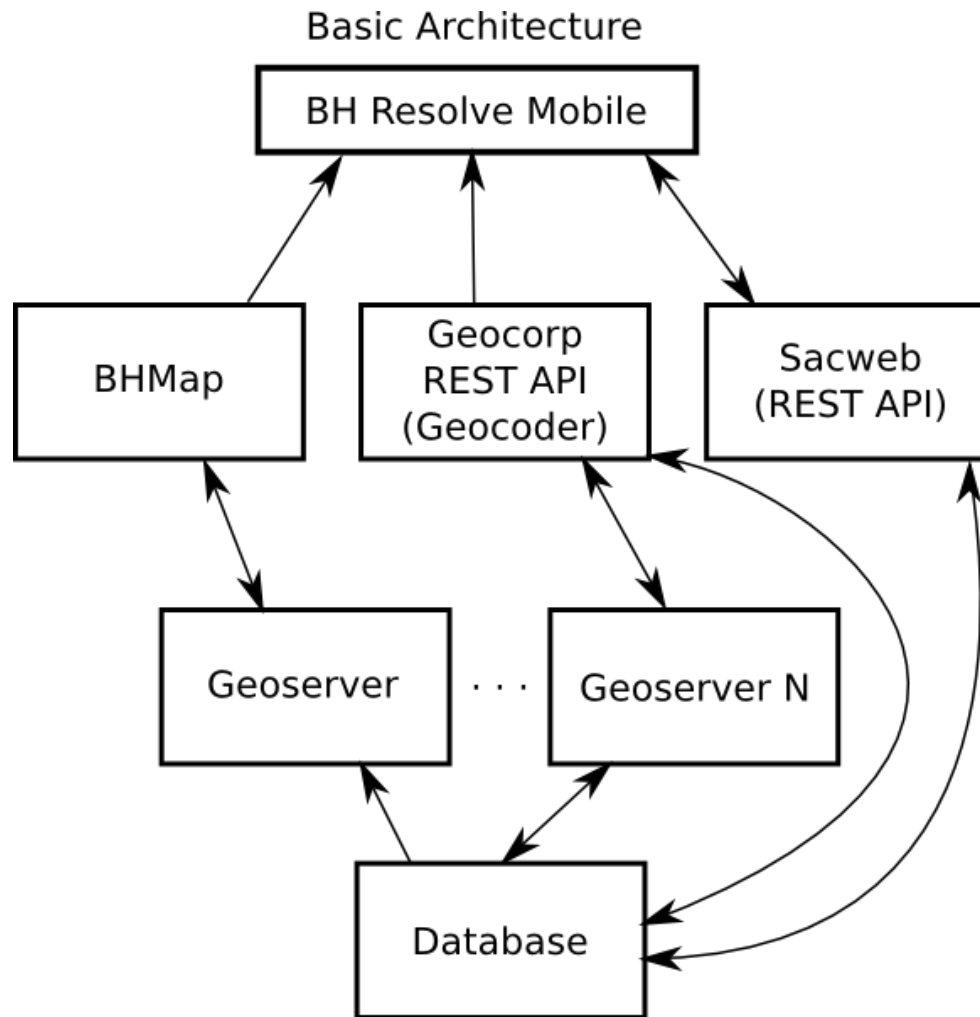 Basic Architecture
BH Resolve Mobile
BHMap
Geocorp
REST API
(Geocoder)
Sacweb
(REST API)
Geoserver
. . .
Geoserver N
Database